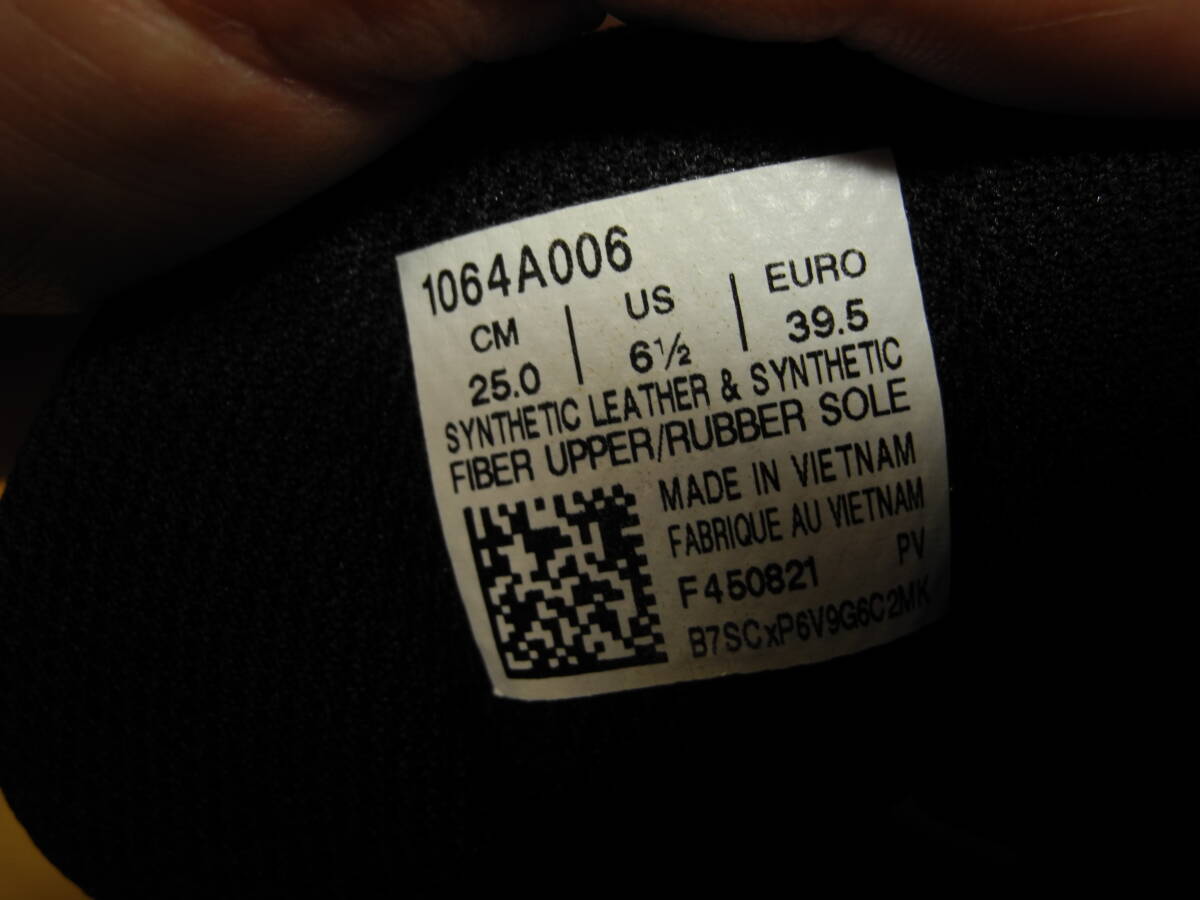 1064A006
CM | US | EURO
25.0 | 6½ | 39.5
SYNTHETIC LEATHER & SYNTHETIC
FIBER UPPER/RUBBER SOLE
MADE IN VIETNAM
FABRIQUE AU VIETNAM
F450821 PV
B7SCxP6V9G6C2MK